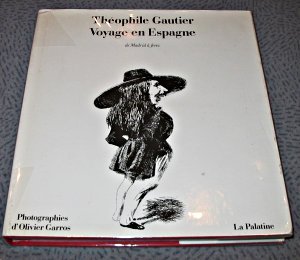 Théophile Gautier
Voyage en Espagne
de Madrid à Jerez
Photographies
d'Olivier Garros
La Palatine